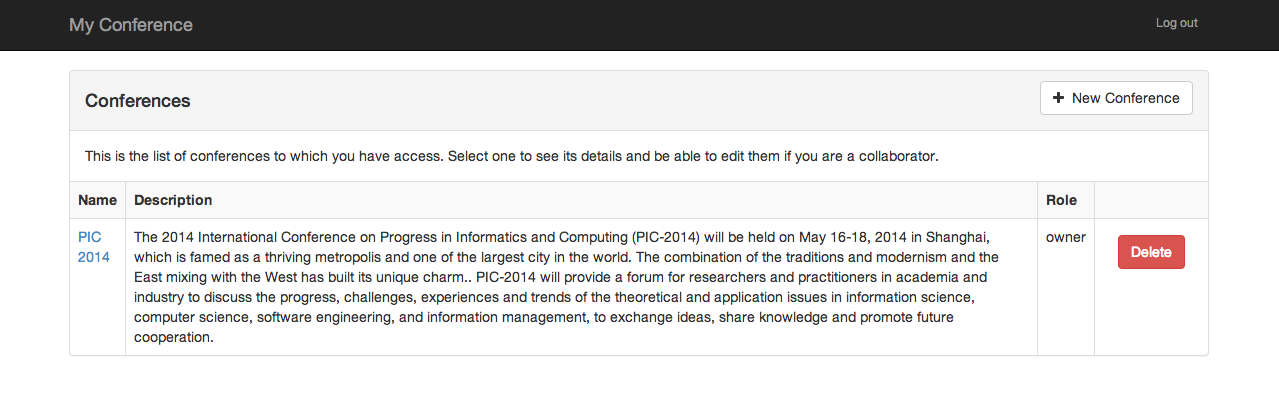 My Conference
Log out
Conferences
+ New Conference
This is the list of conferences to which you have access. Select one to see its details and be able to edit them if you are a collaborator.
Name Description Role
PIC 2014
The 2014 International Conference on Progress in Informatics and Computing (PIC-2014) will be held on May 16-18, 2014 in Shanghai,
which is famed as a thriving metropolis and one of the largest city in the world. The combination of the traditions and modernism and the
East mixing with the West has built its unique charm.. PIC-2014 will provide a forum for researchers and practitioners in academia and
industry to discuss the progress, challenges, experiences and trends of the theoretical and application issues in information science,
computer science, software engineering, and information management, to exchange ideas, share knowledge and promote future
cooperation.
owner
Delete